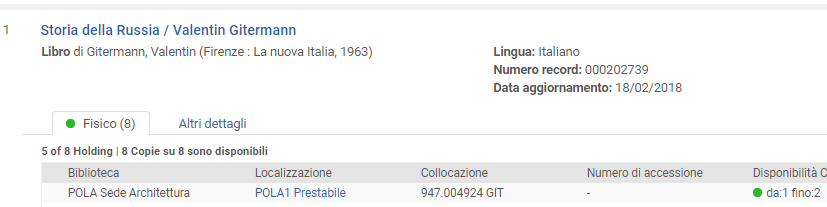 1
Storia della Russia / Valentin Gitermann
Libro di Gitermann, Valentin (Firenze : La nuova Italia, 1963)
Lingua: Italiano
Numero record: 000202739
Data aggiornamento: 18/02/2018
Fisico (8) Altri dettagli
5 of 8 Holding | 8 Copie su 8 sono disponibili
Biblioteca Localizzazione Collocazione Numero di accessione Disponibilità C
POLA Sede Architettura POLA1 Prestabile 947.004924 GIT - da:1 fino:2